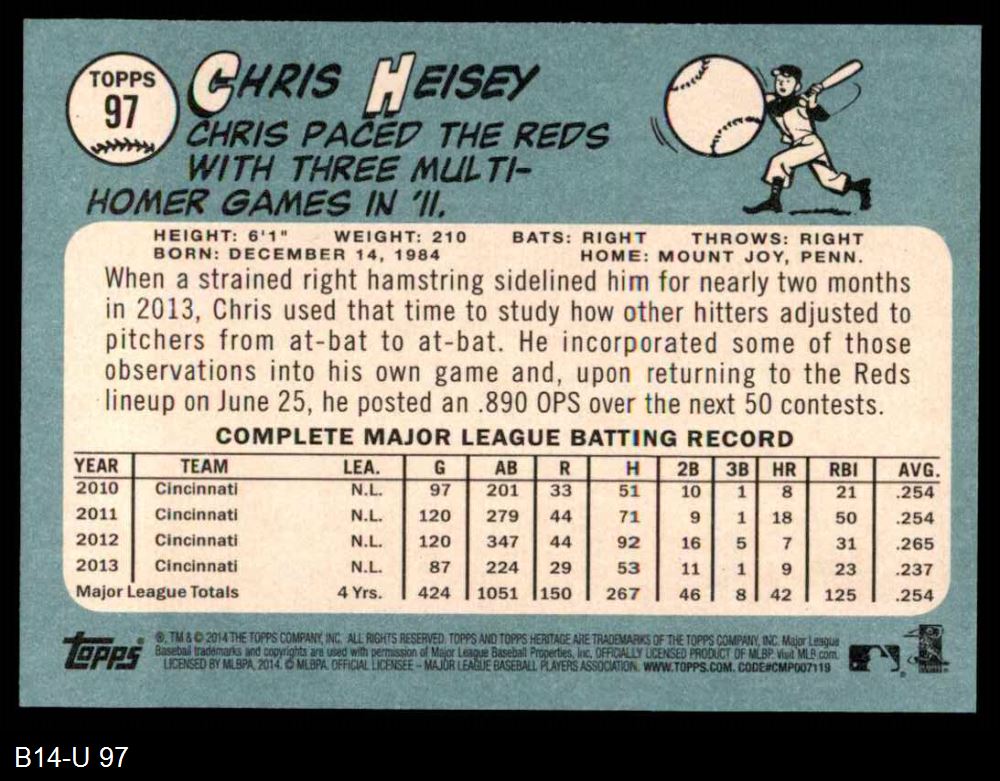 TOPPS
97
CHRIS HEISEY
CHRIS PACED THE REDS
WITH THREE MULTI-
HOMER GAMES IN '11.
HEIGHT: 6'1" WEIGHT: 210 BATS: RIGHT THROWS: RIGHT
BORN: DECEMBER 14, 1984 HOME: MOUNT JOY, PENN.
When a strained right hamstring sidelined him for nearly two months
in 2013, Chris used that time to study how other hitters adjusted to
pitchers from at-bat to at-bat. He incorporated some of those
observations into his own game and, upon returning to the Reds
lineup on June 25, he posted an .890 OPS over the next 50 contests.
COMPLETE MAJOR LEAGUE BATTING RECORD
YEAR TEAM LEA. G AB R H 2B 3B HR RBI AVG.
2010 Cincinnati N.L. 97 201 33 51 10 1 8 21 .254
2011 Cincinnati N.L. 120 279 44 71 9 1 18 50 .254
2012 Cincinnati N.L. 120 347 44 92 16 5 7 31 .265
2013 Cincinnati N.L. 87 224 29 53 11 1 9 23 .237
Major League Totals 4 Yrs. 424 1051 150 267 46 8 42 125 .254
topps ®, TM & © 2014 THE TOPPS COMPANY, INC. ALL RIGHTS RESERVED. TOPPS AND TOPPS HERITAGE ARE TRADEMARKS OF THE TOPPS COMPANY, INC. Major League
Baseball trademarks and copyrights are used with permission of Major League Baseball Properties, Inc. OFFICIALLY LICENSED PRODUCT OF MLBP. Visit MLB.com.
LICENSED BY MLBPA, 2014. © MLBPA. OFFICIAL LICENSEE – MAJOR LEAGUE BASEBALL PLAYERS ASSOCIATION. WWW.TOPPS.COM. CODE#CMP007119
B14-U 97